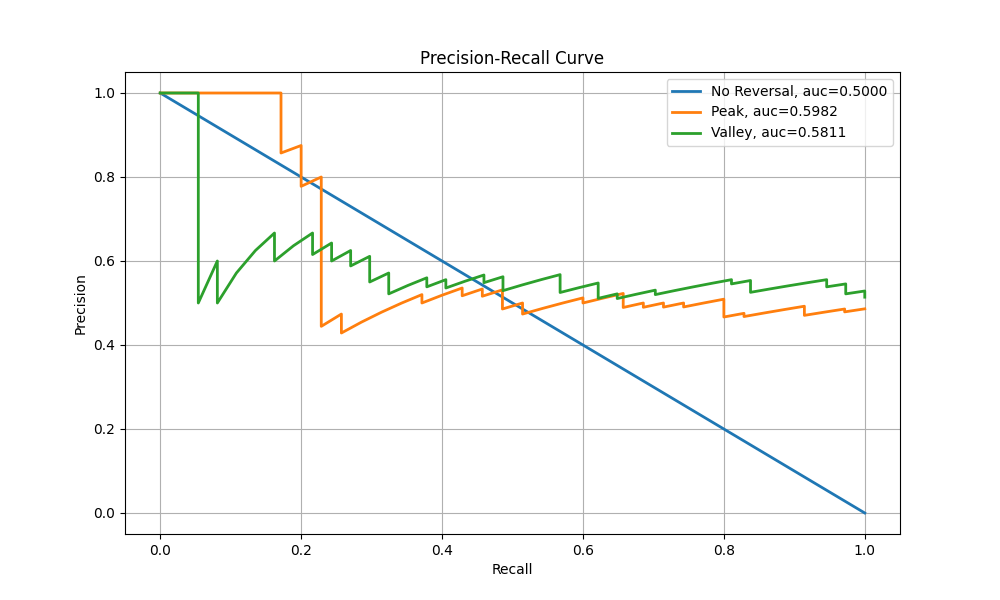 Precision-Recall Curve
No Reversal, auc=0.5000
Peak, auc=0.5982
Valley, auc=0.5811
Precision
1.0
0.8
0.6
0.4
0.2
0.0
0.0 0.2 0.4 0.6 0.8 1.0
Recall